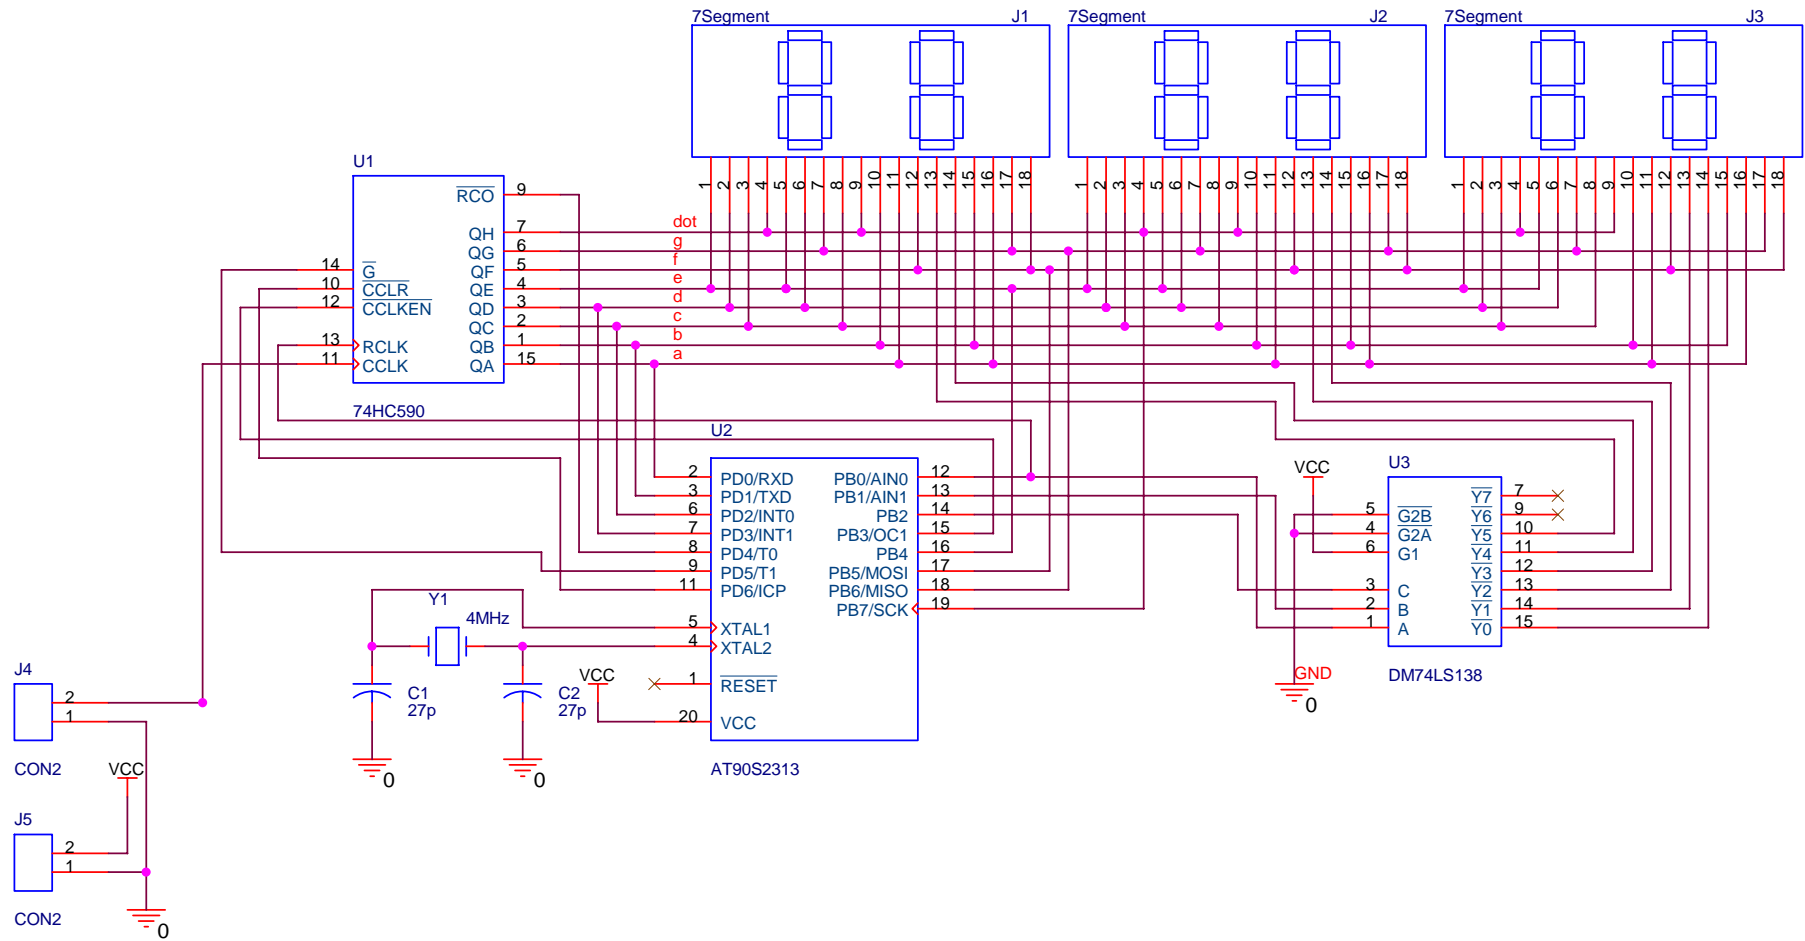 7Segment J1
1 2 3 4 5 6 7 8 9 10 11 12 13 14 15 16 17 18
7Segment J2
1 2 3 4 5 6 7 8 9 10 11 12 13 14 15 16 17 18
7Segment J3
1 2 3 4 5 6 7 8 9 10 11 12 13 14 15 16 17 18
U1
RCO 9
QH 7
QG 6
14 G QF 5
10 CCLR QE 4
12 CCLKEN QD 3
QC 2
13 RCLK QB 1
11 CCLK QA 15
74HC590
dot
g
f
e
d
c
b
a
U2
2 PD0/RXD PB0/AIN0 12
3 PD1/TXD PB1/AIN1 13
6 PD2/INT0 PB2 14
7 PD3/INT1 PB3/OC1 15
8 PD4/T0 PB4 16
9 PD5/T1 PB5/MOSI 17
11 PD6/ICP PB6/MISO 18
PB7/SCK 19
5 XTAL1
4 XTAL2
1 RESET
20 VCC
AT90S2313
VCC
Y1
4MHz
C1
27p
0
C2
27p
0
VCC
U3
Y7 7
5 G2B Y6 9
4 G2A Y5 10
6 G1 Y4 11
Y3 12
3 C Y2 13
2 B Y1 14
1 A Y0 15
DM74LS138
GND
0
J4
2
1
CON2
VCC
J5
2
1
CON2
0